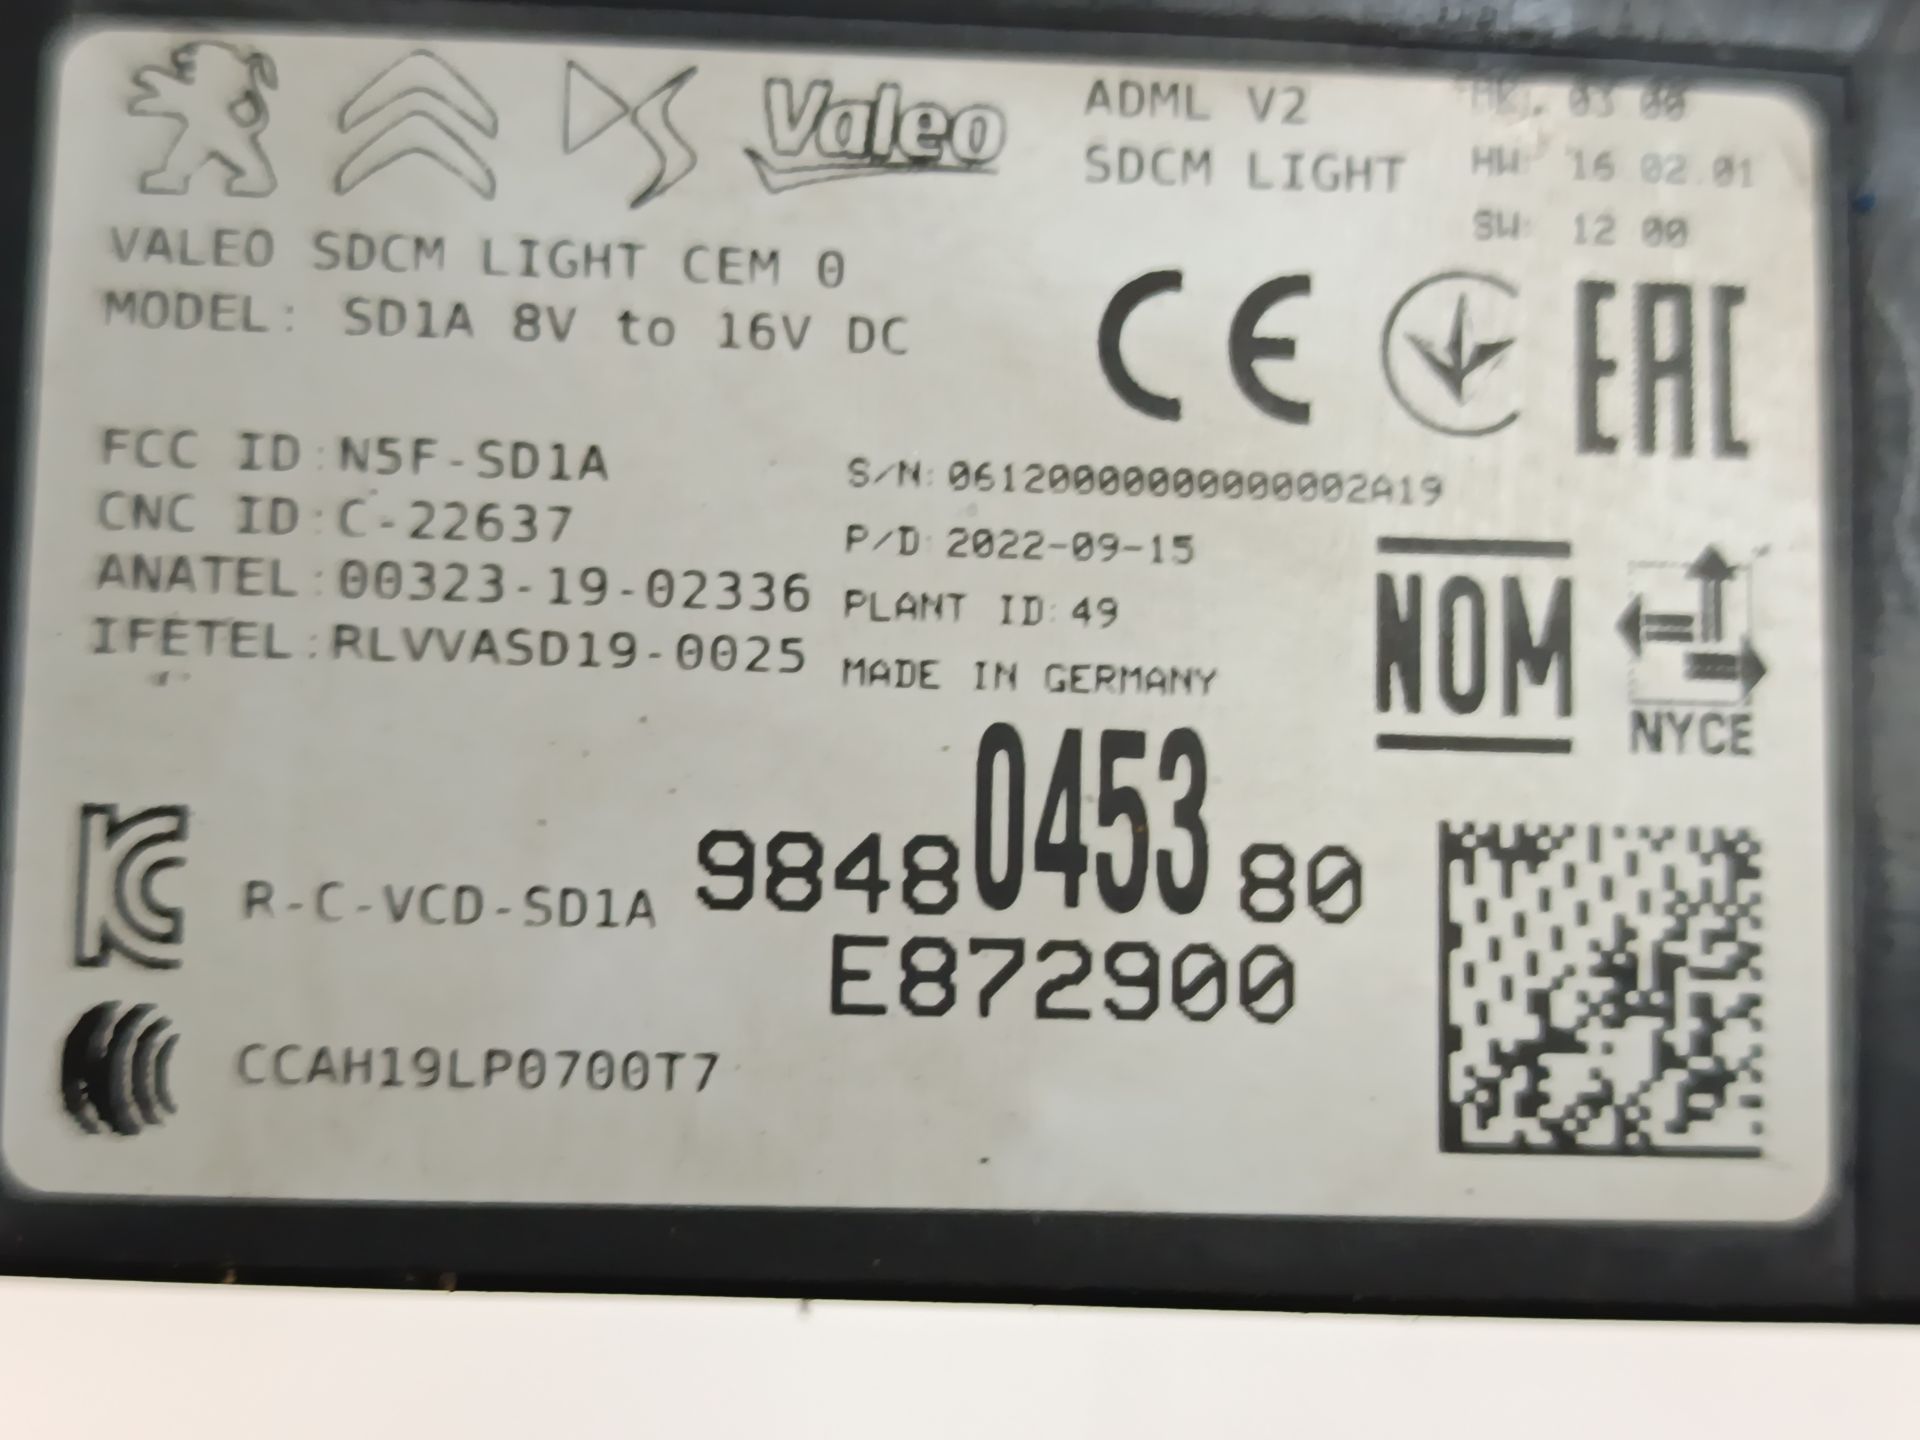 Valeo
ADML V2
SDCM LIGHT
03 00
HW: 16 02.01
SW: 12 00
VALEO SDCM LIGHT CEM 0
MODEL: SD1A 8V to 16V DC
CE
EAC
FCC ID:N5F-SD1A
CNC ID:C-22637
ANATEL:00323-19-02336
IFETEL:RLVVASD19-0025
P/D: 2022-09-15
PLANT ID: 49
MADE IN GERMANY
NOM
NYCE
R-C-VCD-SD1A
9848045380
E872900
CCAH19LP0700T7